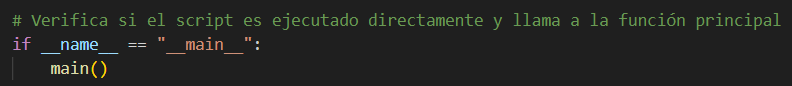 # Verifica si el script es ejecutado directamente y llama a la función principal
if __name__ == "__main__":
    main()